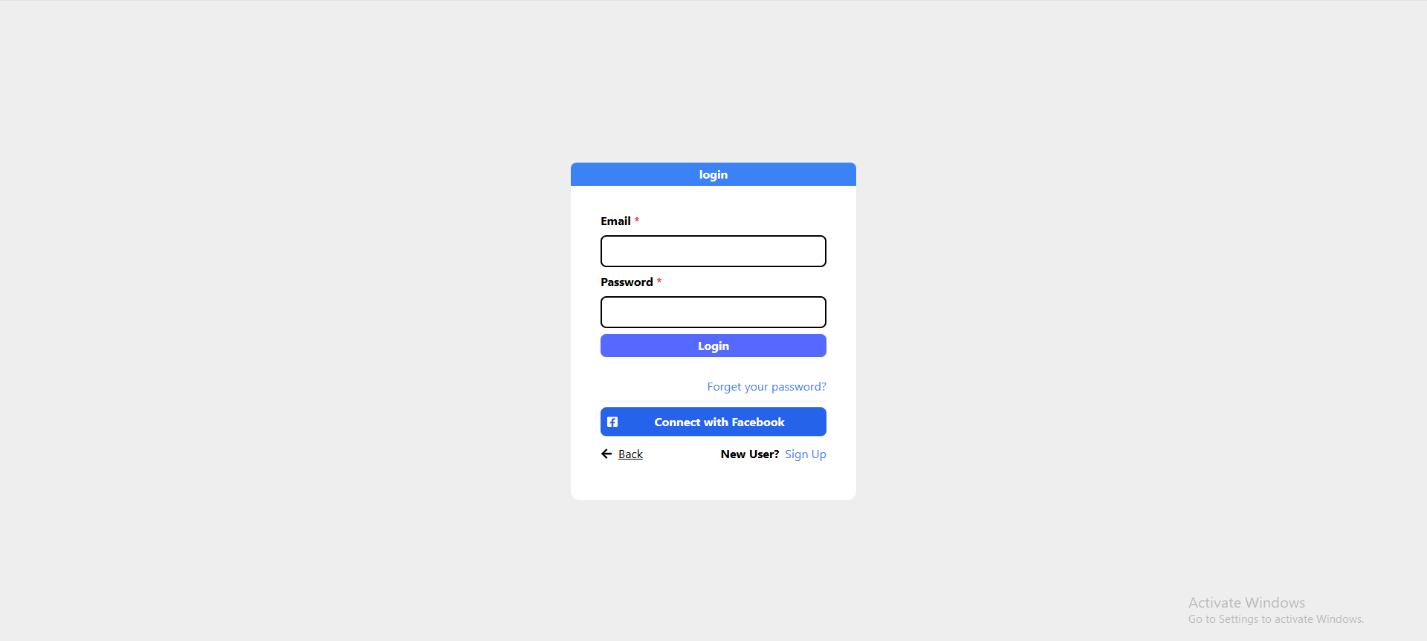 login
Email *
Password *
Login
Forget your password?
Connect with Facebook
Back New User? Sign Up
Activate Windows
Go to Settings to activate Windows.